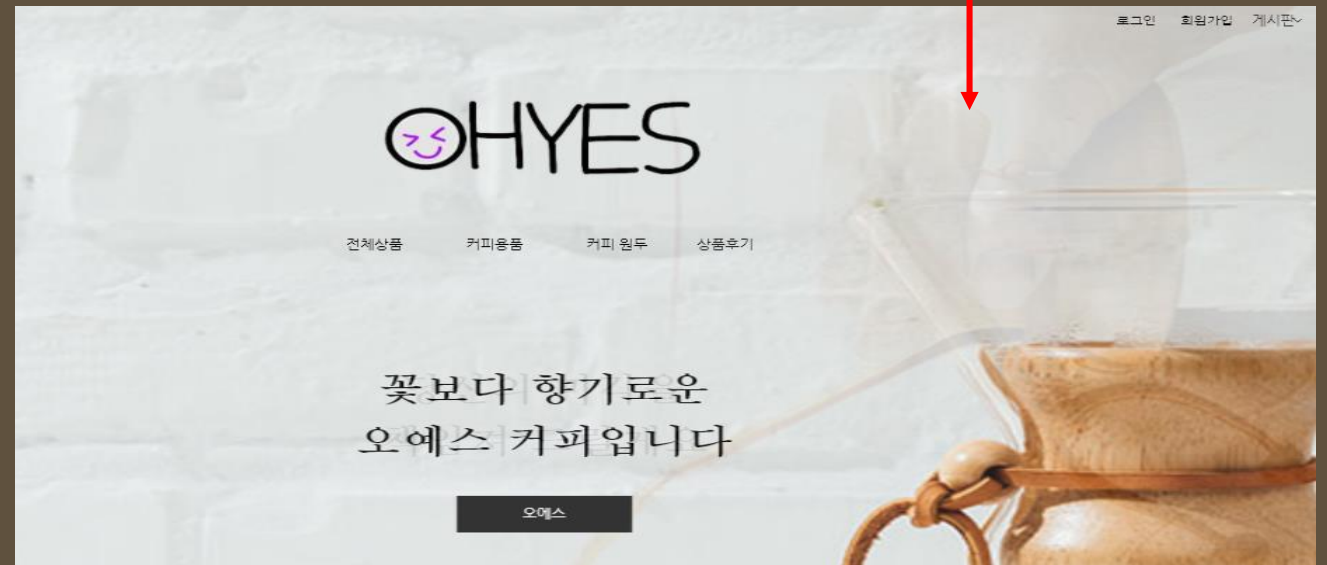 로그인 회원가입 게시판
OHYES
전체상품 커피용품 커피 원두 상품후기
꽃보다 향기로운
오예스 커피입니다
오예스